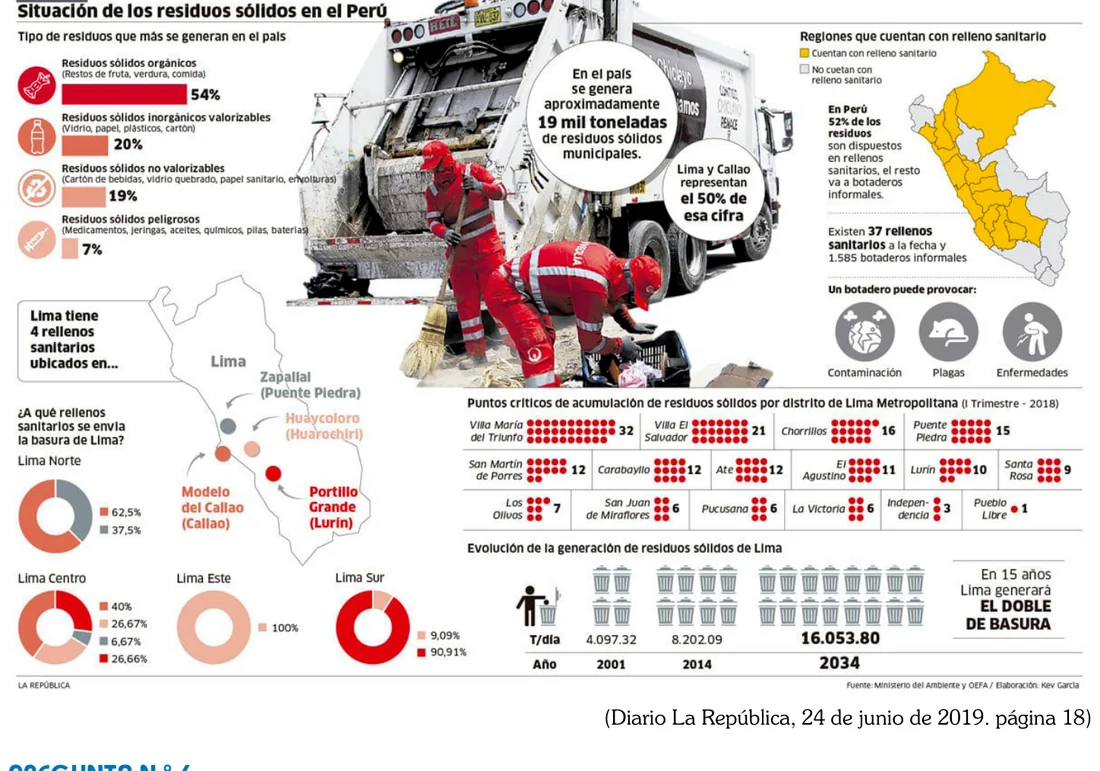 Situación de los residuos sólidos en el Perú
Tipo de residuos que más se generan en el país
Residuos sólidos orgánicos
(Restos de fruta, verdura, comida)
54%
Residuos sólidos inorgánicos valorizables
(Vidrio, papel, plásticos, cartón)
20%
Residuos sólidos no valorizables
(Cartón de bebidas, vidrio quebrado, papel sanitario, envolturas)
19%
Residuos sólidos peligrosos
(Medicamentos, jeringas, aceites, químicos, pilas, baterias)
7%
En el país
se genera
aproximadamente
19 mil toneladas
de residuos sólidos
municipales.
Lima y Callao
representan
el 50% de
esa cifra
Regiones que cuentan con relleno sanitario
Cuentan con relleno sanitario
No cuetan con
relleno sanitario
En Perú
52% de los
residuos
son dispuestos
en rellenos
sanitarios, el resto
va a botaderos
informales.
Existen 37 rellenos
sanitarios a la fecha y
1.585 botaderos informales
Un botadero puede provocar:
Contaminación
Plagas
Enfermedades
Lima tiene
4 rellenos
sanitarios
ubicados en...
Lima
Zapallal
(Puente Piedra)
Huaycoloro
(Huarochirí)
Modelo
del Callao
(Callao)
Portillo
Grande
(Lurín)
¿A qué rellenos
sanitarios se envia
la basura de Lima?
Lima Norte
62,5%
37,5%
Lima Centro
40%
26,67%
6,67%
26,66%
Lima Este
100%
Lima Sur
9,09%
90,91%
Puntos críticos de acumulación de residuos sólidos por distrito de Lima Metropolitana (I Trimestre - 2018)
Villa María
del Triunfo 32
Villa El
Salvador 21
Chorrillos 16
Puente
Piedra 15
San Martín
de Porres 12
Carabayllo 12
Ate 12
El
Agustino 11
Lurín 10
Santa
Rosa 9
Los
Olivos 7
San Juan
de Miraflores 6
Pucusana 6
La Victoria 6
Indepen-
dencia 3
Pueblo
Libre 1
Evolución de la generación de residuos sólidos de Lima
T/día 4.097.32 8.202.09 16.053.80
Año 2001 2014 2034
En 15 años
Lima generará
EL DOBLE
DE BASURA
LA REPÚBLICA
Fuente: Ministerio del Ambiente y OEFA / Elaboración: Kev García
(Diario La República, 24 de junio de 2019. página 18)